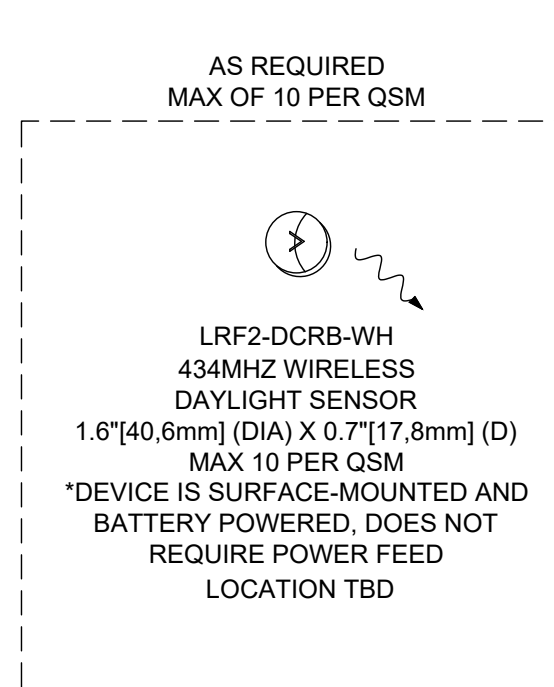 AS REQUIRED
MAX OF 10 PER QSM
LRF2-DCRB-WH
434MHZ WIRELESS
DAYLIGHT SENSOR
1.6"[40,6mm] (DIA) X 0.7"[17,8mm] (D)
MAX 10 PER QSM
*DEVICE IS SURFACE-MOUNTED AND
BATTERY POWERED, DOES NOT
REQUIRE POWER FEED
LOCATION TBD